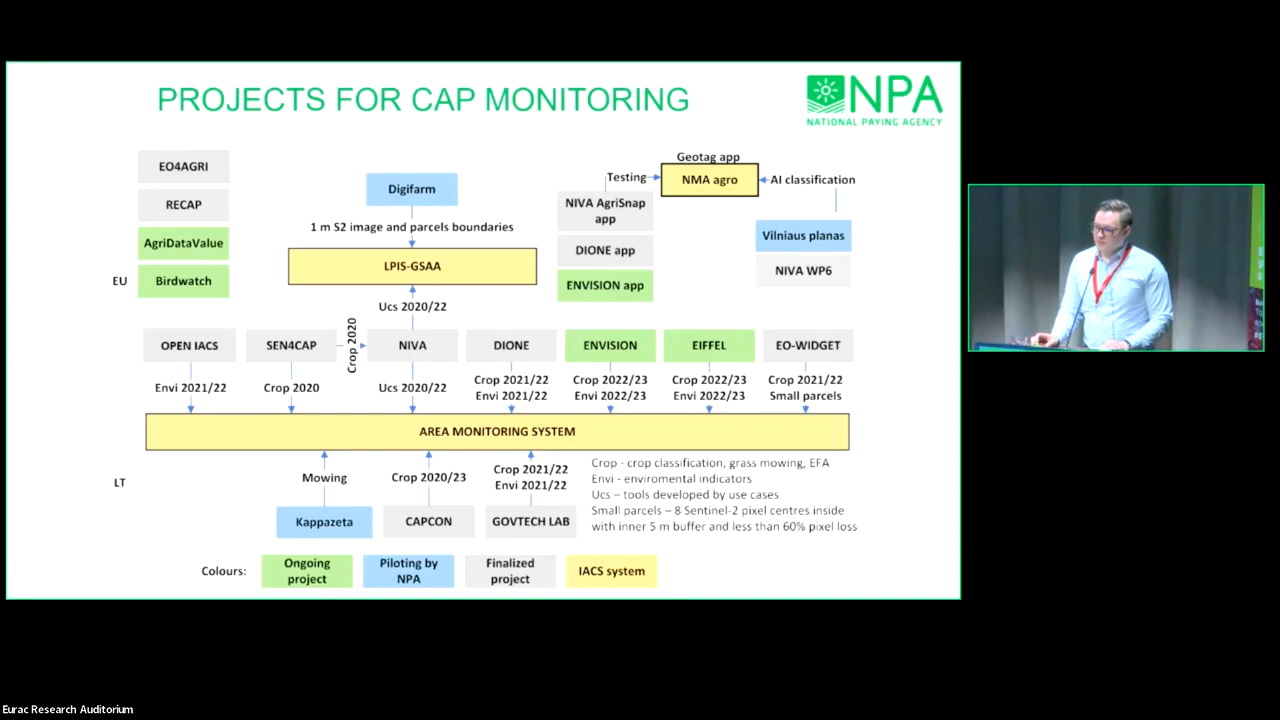 PROJECTS FOR CAP MONITORING
NPA
NATIONAL PAYING AGENCY
EO4AGRI
RECAP
AgriDataValue
Birdwatch
EU
Digifarm
1 m S2 image and parcels boundaries
LPIS-GSAA
Ucs 2020/22
Geotag app
Testing
NMA agro
AI classification
NIVA AgriSnap
app
DIONE app
ENVISION app
Vilniaus planas
NIVA WP6
OPEN IACS
SEN4CAP
Crop 2020
NIVA
DIONE
ENVISION
EIFFEL
EO-WIDGET
Envi 2021/22
Crop 2020
Ucs 2020/22
Crop 2021/22
Envi 2021/22
Crop 2022/23
Envi 2022/23
Crop 2022/23
Envi 2022/23
Crop 2021/22
Small parcels
AREA MONITORING SYSTEM
LT
Mowing
Crop 2020/23
Crop 2021/22
Envi 2021/22
Kappazeta
CAPCON
GOVTECH LAB
Crop - crop classification, grass mowing, EFA
Envi - enviromental indicators
Ucs – tools developed by use cases
Small parcels – 8 Sentinel-2 pixel centres inside
with inner 5 m buffer and less than 60% pixel loss
Colours:
Ongoing
project
Piloting by
NPA
Finalized
project
IACS system
Eurac Research Auditorium